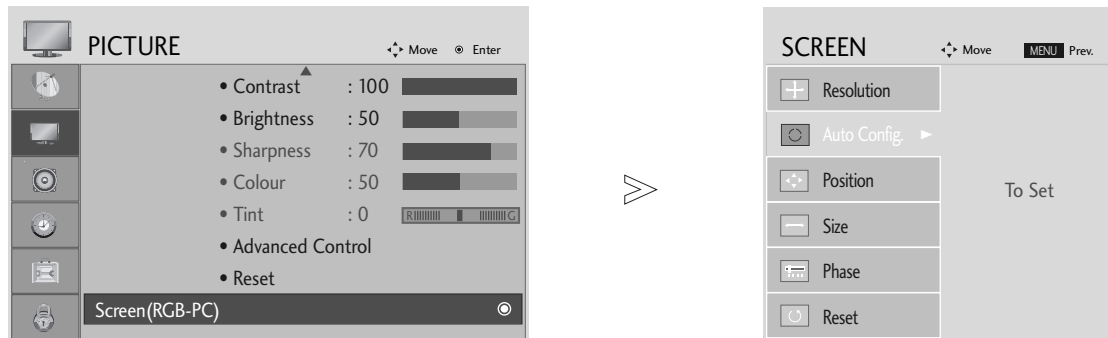 PICTURE
Move Enter
• Contrast : 100
• Brightness : 50
• Sharpness : 70
• Colour : 50
• Tint : 0 R G
• Advanced Control
• Reset
Screen(RGB-PC)
SCREEN
Move MENU Prev.
Resolution
Auto Config.
Position
Size
Phase
Reset
To Set